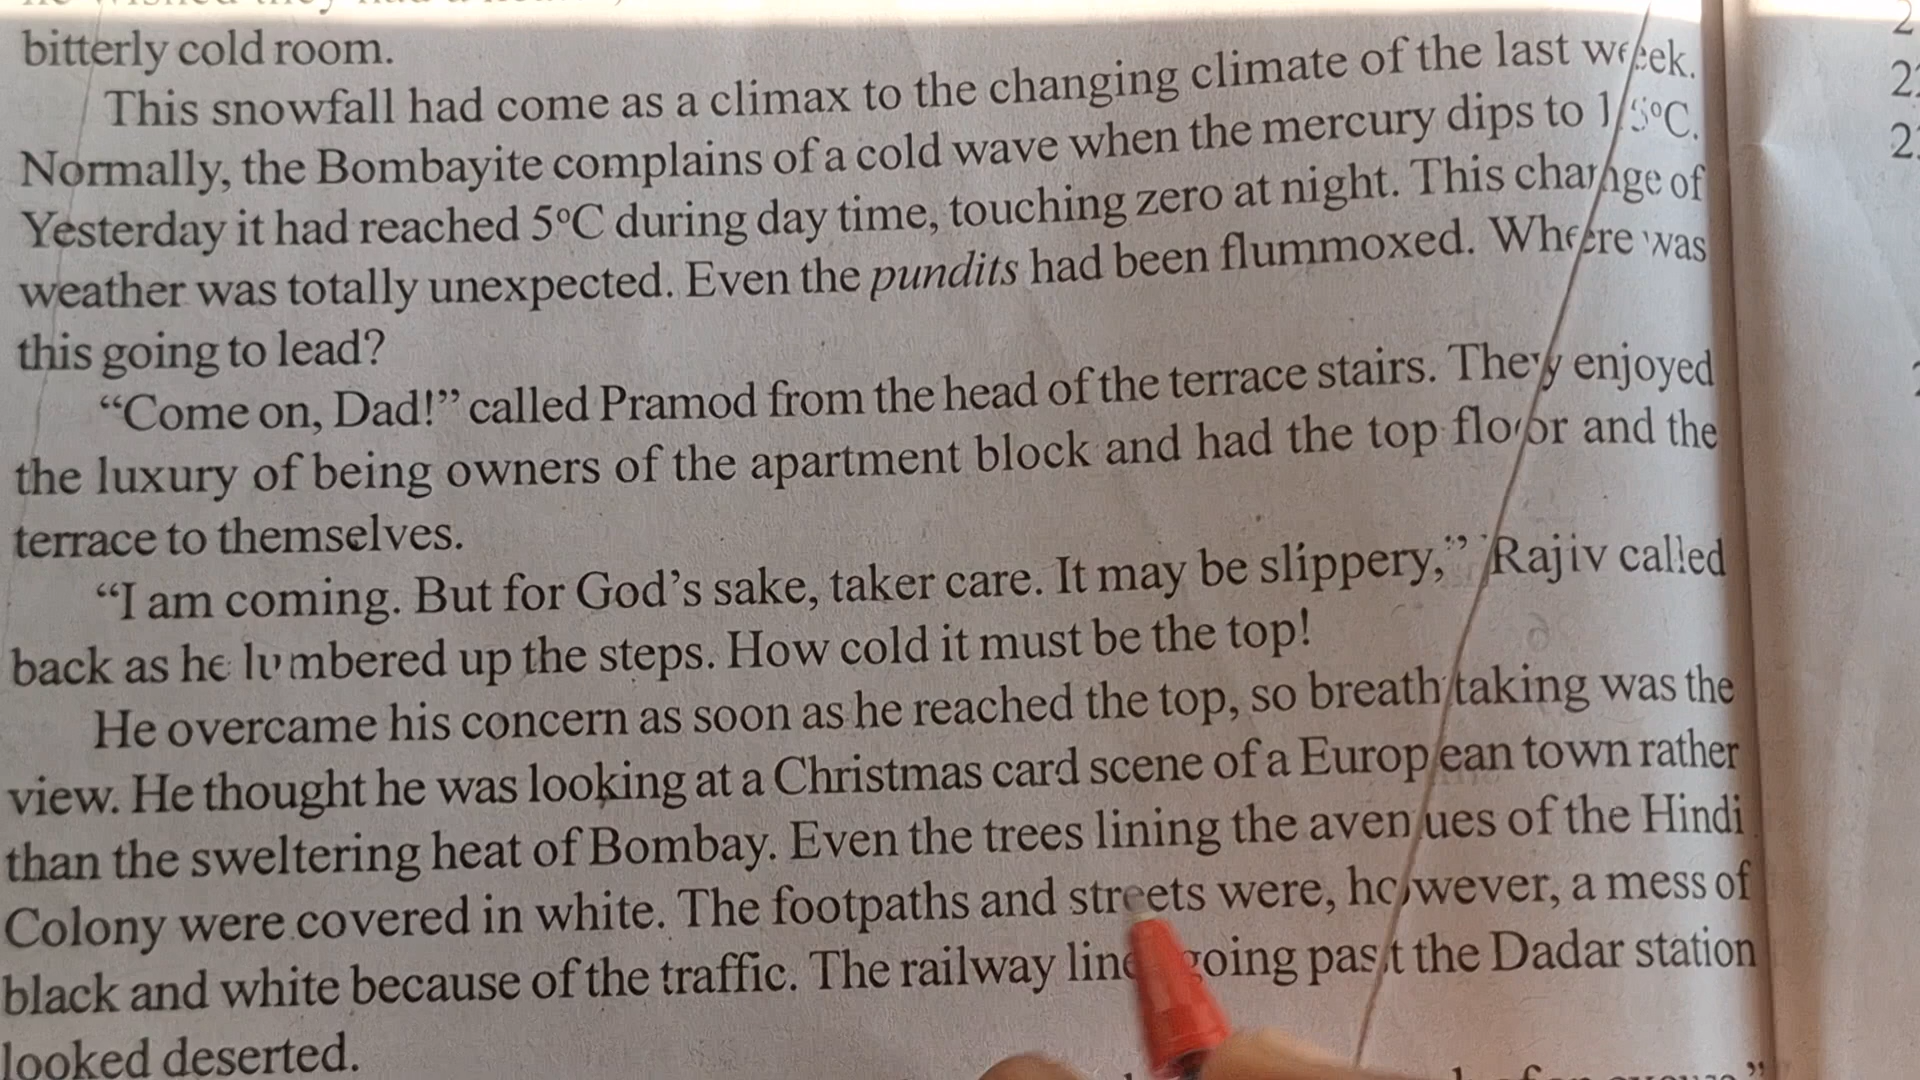 bitterly cold room.
This snowfall had come as a climax to the changing climate of the last week.
Normally, the Bombayite complains of a cold wave when the mercury dips to 15°C.
Yesterday it had reached 5°C during day time, touching zero at night. This change of
weather was totally unexpected. Even the pundits had been flummoxed. Where was
this going to lead?
“Come on, Dad!” called Pramod from the head of the terrace stairs. They enjoyed
the luxury of being owners of the apartment block and had the top floor and the
terrace to themselves.
“I am coming. But for God’s sake, taker care. It may be slippery,” Rajiv called
back as he lumbered up the steps. How cold it must be the top!
He overcame his concern as soon as he reached the top, so breath taking was the
view. He thought he was looking at a Christmas card scene of a European town rather
than the sweltering heat of Bombay. Even the trees lining the avenues of the Hindi
Colony were covered in white. The footpaths and streets were, however, a mess of
black and white because of the traffic. The railway going past the Dadar station
looked deserted.